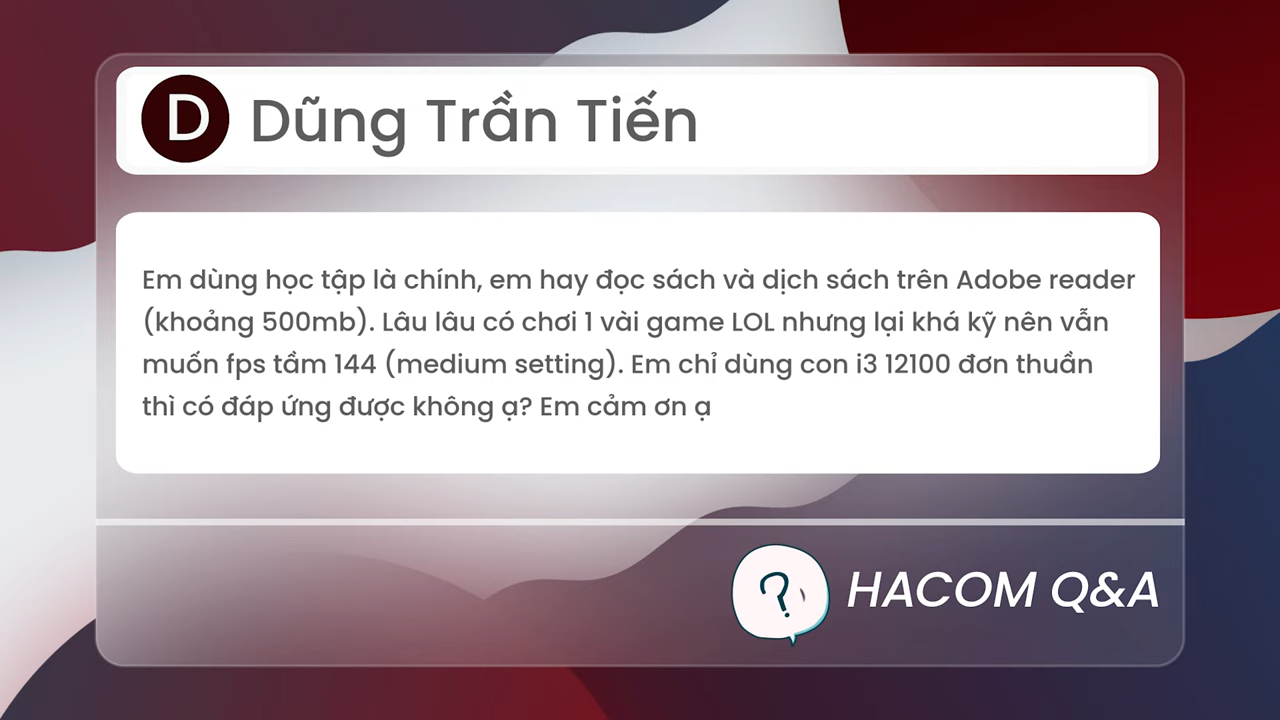 D
Dũng Trần Tiến
Em dùng học tập là chính, em hay đọc sách và dịch sách trên Adobe reader
(khoảng 500mb). Lâu lâu có chơi 1 vài game LOL nhưng lại khá kỹ nên vẫn
muốn fps tầm 144 (medium setting). Em chỉ dùng con i3 12100 đơn thuần
thì có đáp ứng được không ạ? Em cảm ơn ạ
?
HACOM Q&A